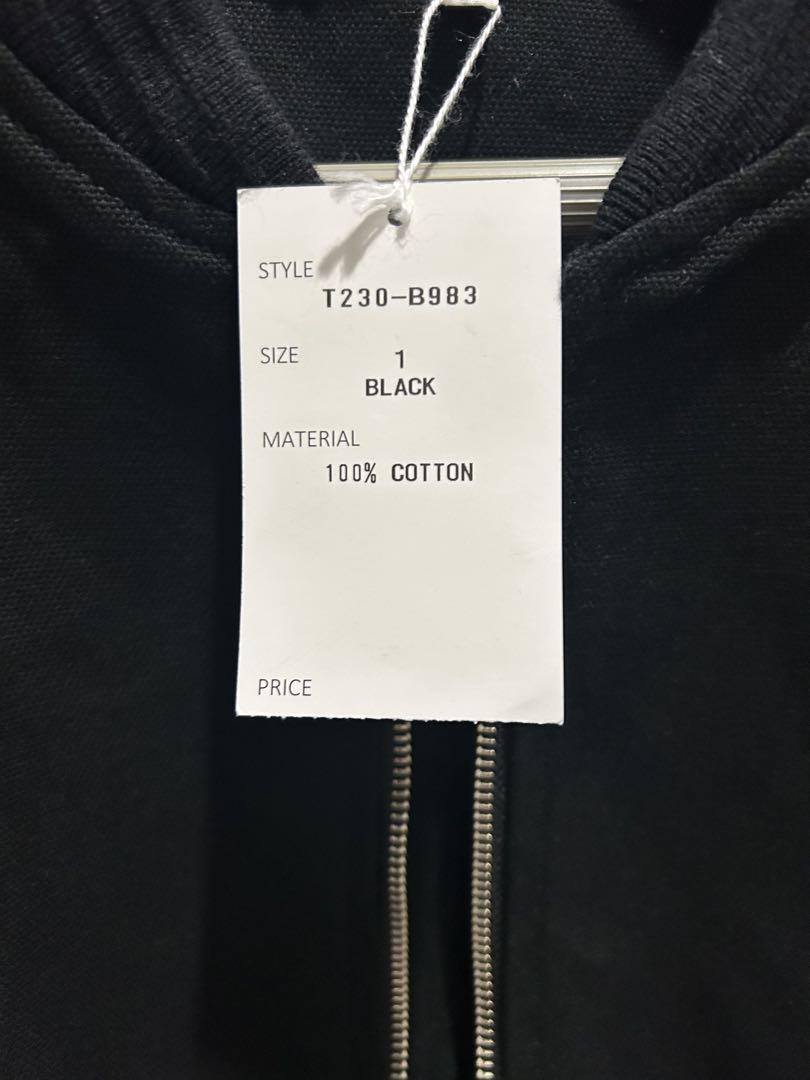 STYLE
T230-B983
SIZE
1
BLACK
MATERIAL
100% COTTON
PRICE